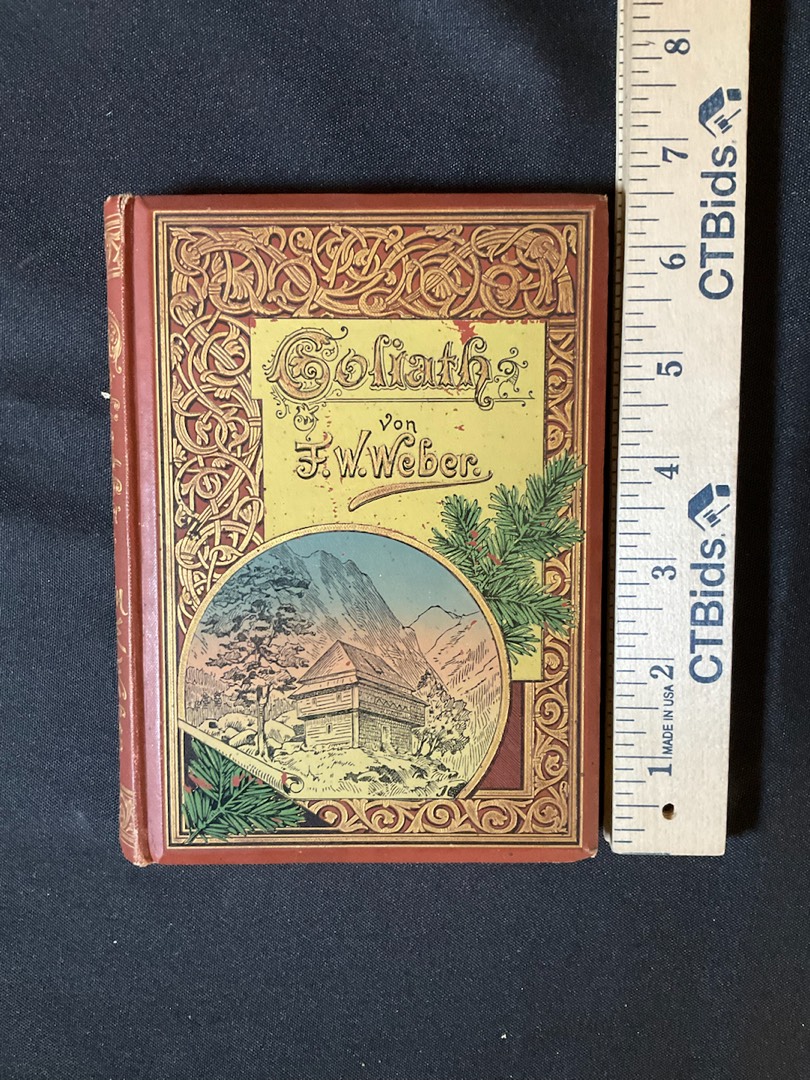 Goliath
von
F. W. Weber.
8
7
6
5
4
3
2
1
CTBids.
CTBids.
MADE IN USA